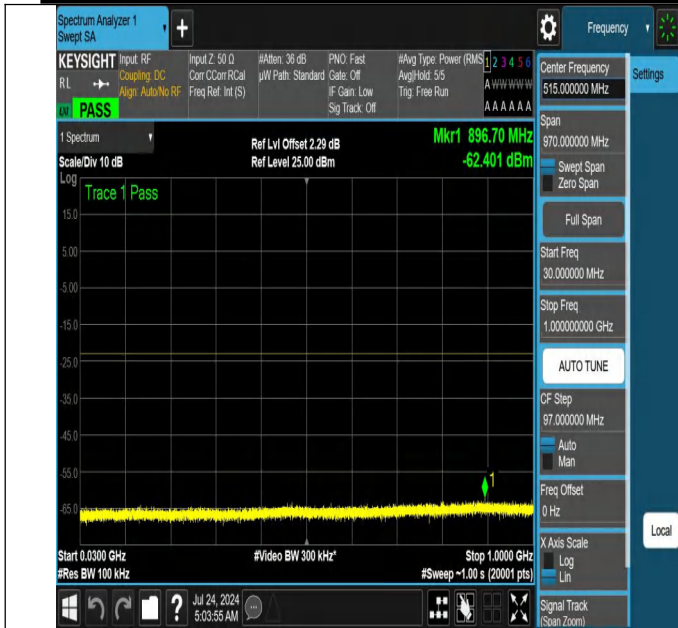 Spectrum Analyzer 1
Swept SA
+
Frequency
KEYSIGHT
RL
PASS
Input: RF
Coupling: DC
Align: Auto/No RF
Input Z: 50 Ω
Corr CCorr RCal
Freq Ref: Int (S)
#Atten: 36 dB
µW Path: Standard
PNO: Fast
Gate: Off
IF Gain: Low
Sig Track: Off
#Avg Type: Power (RMS
Avg|Hold: 5/5
Trig: Free Run
1 2 3 4 5 6
A W W W W W
A A A A A A
Center Frequency
515.000000 MHz
Settings
Span
970.000000 MHz
Swept Span
Zero Span
Full Span
Start Freq
30.000000 MHz
Stop Freq
1.000000000 GHz
AUTO TUNE
CF Step
97.000000 MHz
Auto
Man
Freq Offset
0 Hz
X Axis Scale
Log
Lin
Signal Track
(Span Zoom)
Local
1 Spectrum
Scale/Div 10 dB
Log
Ref Lvl Offset 2.29 dB
Ref Level 25.00 dBm
Mkr1 896.70 MHz
-62.401 dBm
Trace 1 Pass
15.0
5.00
-5.00
-15.0
-25.0
-35.0
-45.0
-55.0
-65.0
1
Start 0.0300 GHz
#Res BW 100 kHz
#Video BW 300 kHz*
Stop 1.0000 GHz
#Sweep ~1.00 s (20001 pts)
?
Jul 24, 2024
5:03:55 AM